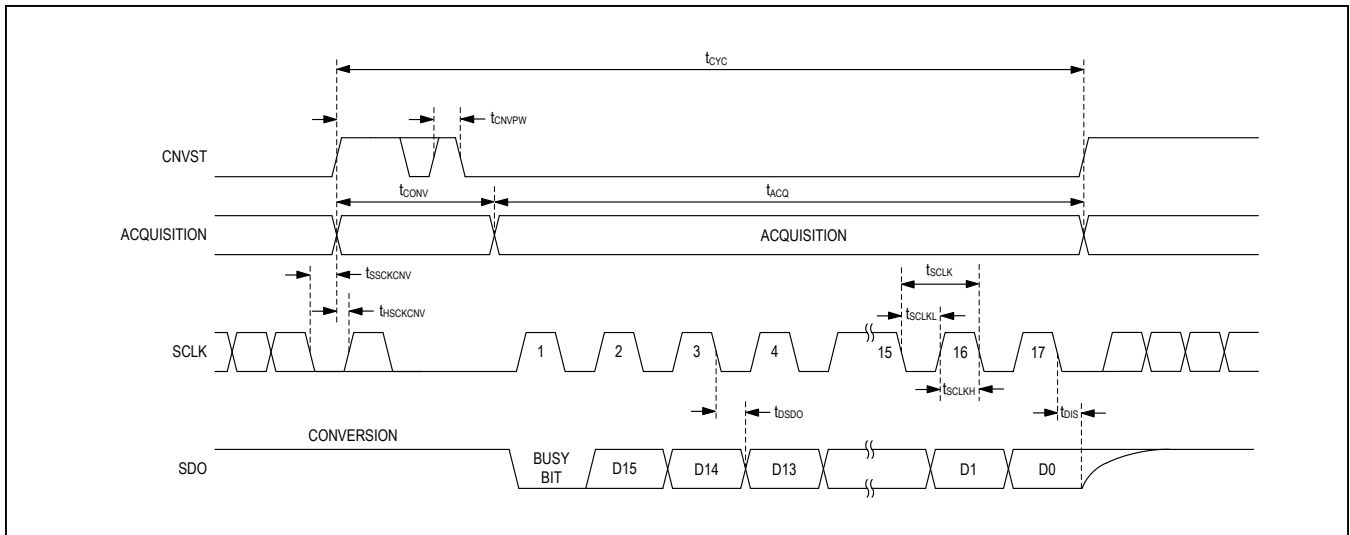 tCYC
tCNVPW
CNVST
tCONV
tACQ
ACQUISITION
ACQUISITION
tSSCKCNV
tHSCKCNV
tSCLK
tSCLKL
SCLK
1 2 3 4 15 16 17
tSCLKH
tDSDO
tDIS
CONVERSION
SDO
BUSY
BIT
D15 D14 D13 D1 D0